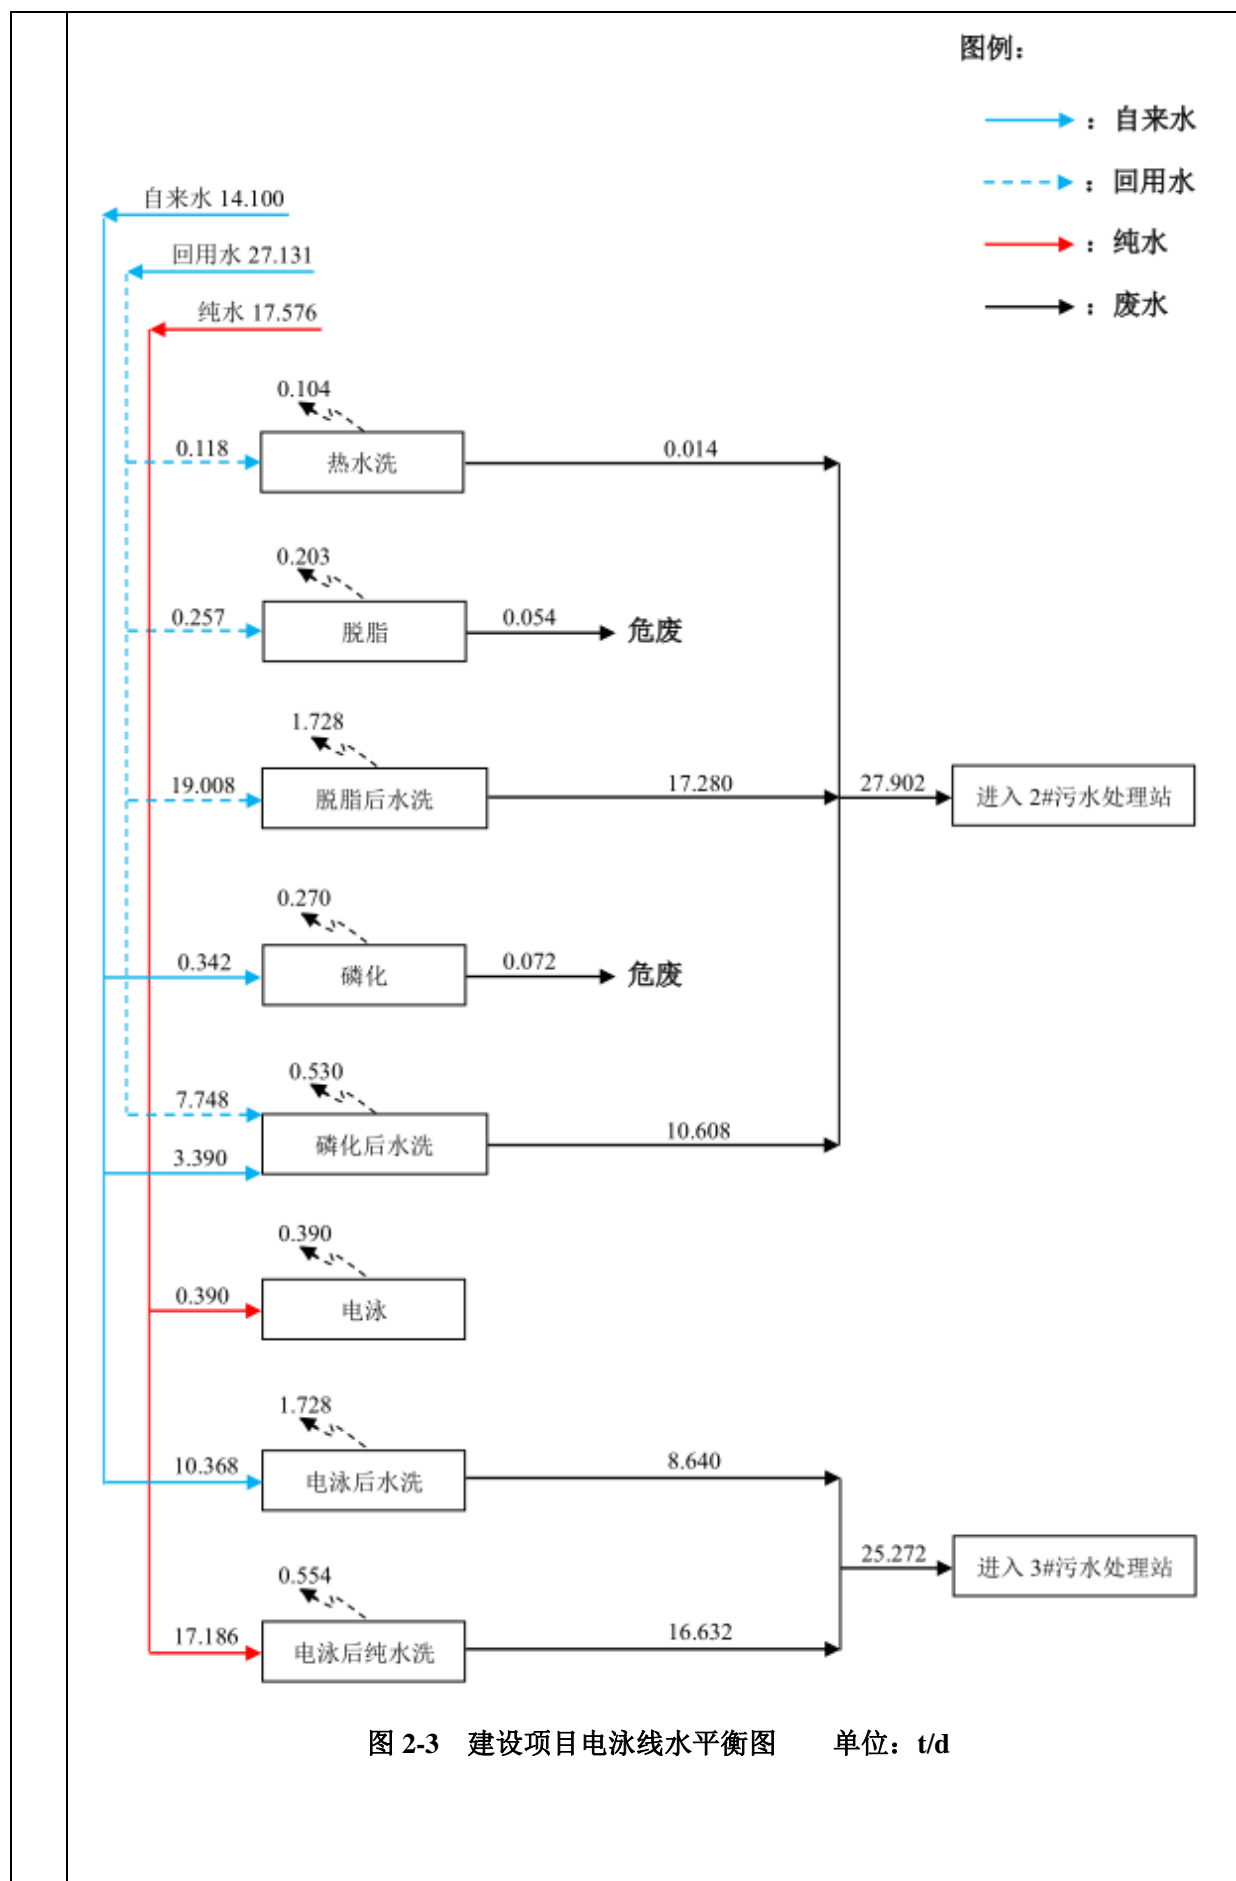 图例：
：自来水
：回用水
：纯水
：废水
自来水 14.100
回用水 27.131
纯水 17.576
0.104
0.118
热水洗
0.014
0.203
0.257
脱脂
0.054
危废
1.728
19.008
脱脂后水洗
17.280
27.902
进入 2#污水处理站
0.270
0.342
磷化
0.072
危废
0.530
7.748
磷化后水洗
10.608
3.390
0.390
0.390
电泳
1.728
10.368
电泳后水洗
8.640
25.272
进入 3#污水处理站
0.554
17.186
电泳后纯水洗
16.632
图 2-3 建设项目电泳线水平衡图 单位：t/d